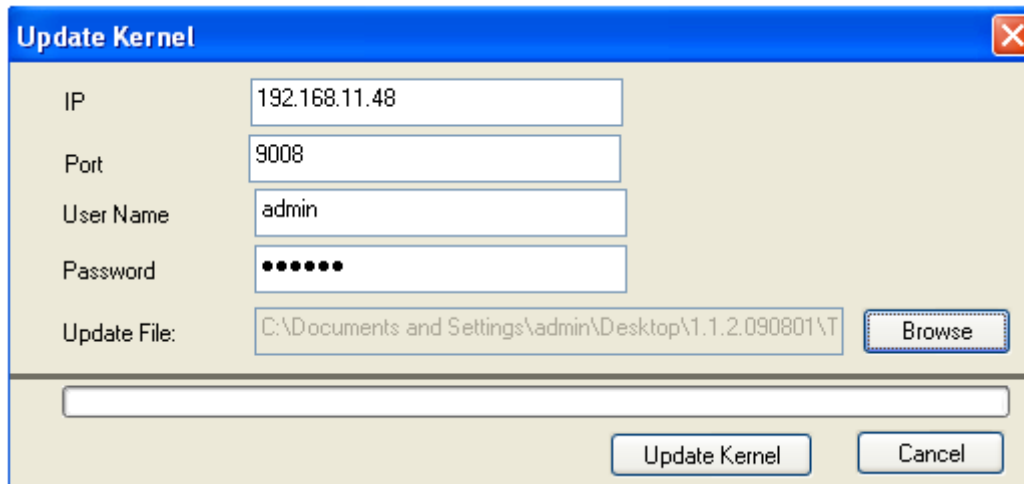 Update Kernel
IP 192.168.11.48
Port 9008
User Name admin
Password ●●●●●●
Update File: C:\Documents and Settings\admin\Desktop\1.1.2.090801\T Browse
Update Kernel Cancel